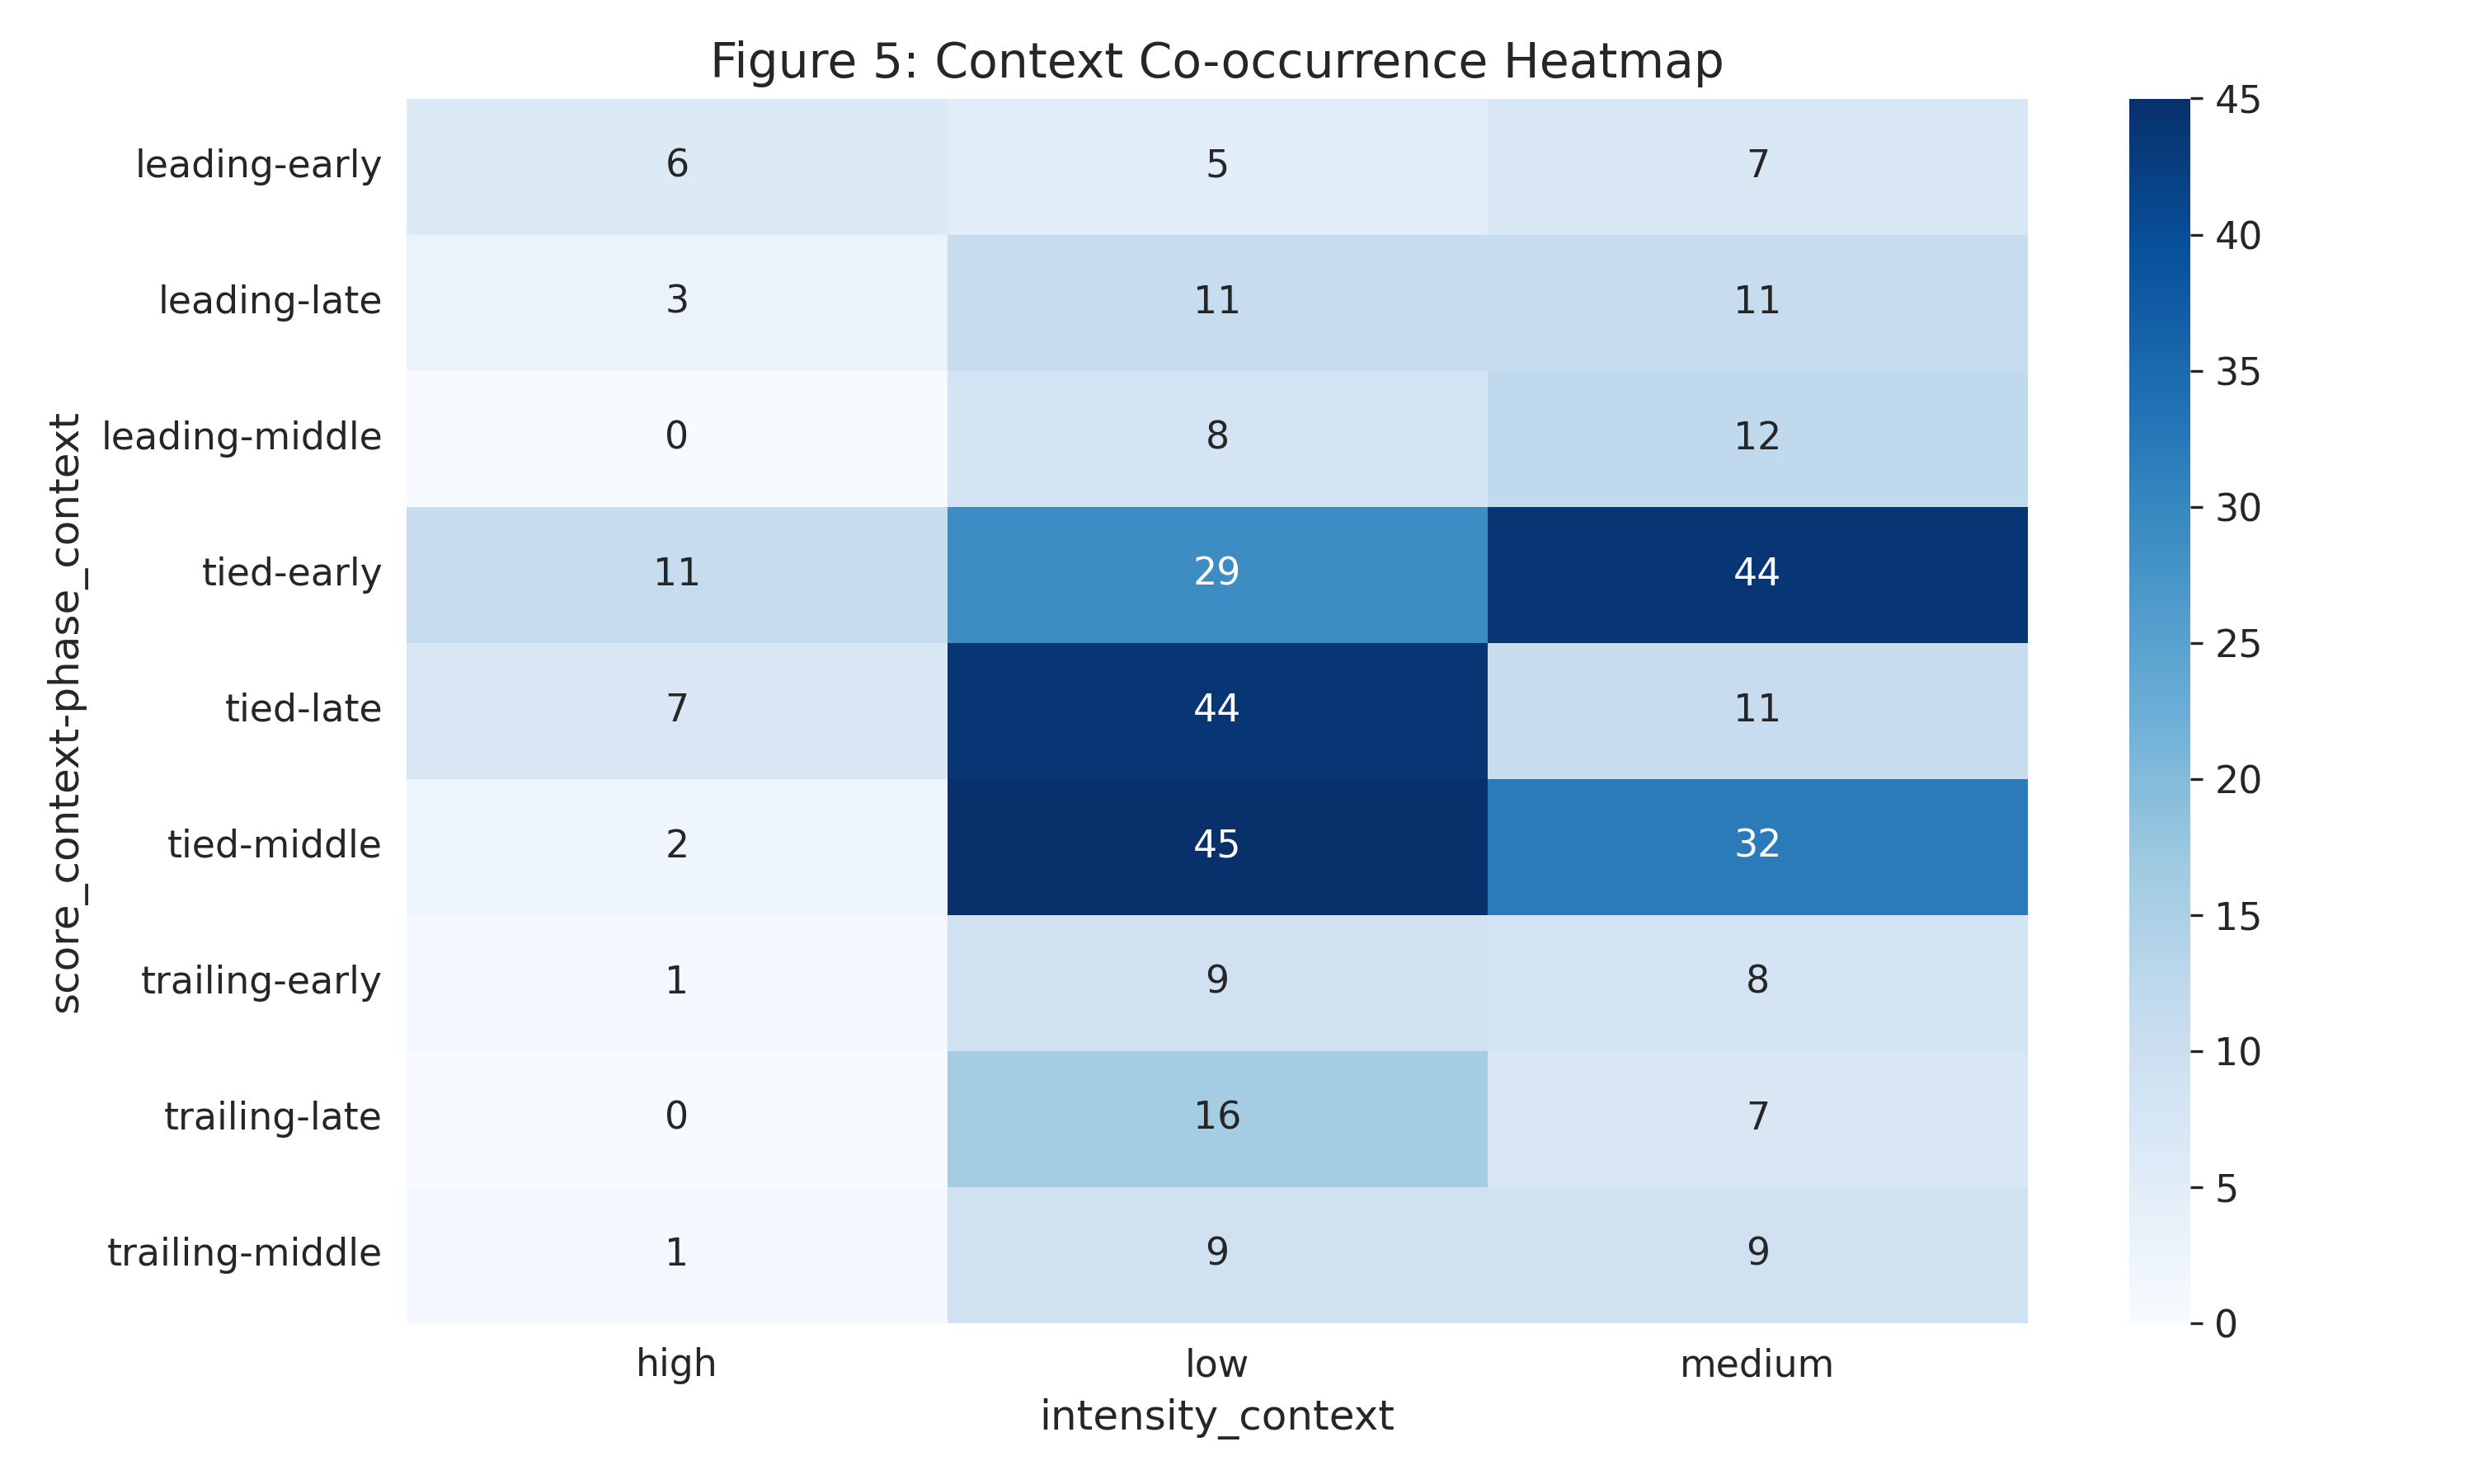 Figure 5: Context Co-occurrence Heatmap
score_context-phase_context
leading-early 6 5 7
leading-late 3 11 11
leading-middle 0 8 12
tied-early 11 29 44
tied-late 7 44 11
tied-middle 2 45 32
trailing-early 1 9 8
trailing-late 0 16 7
trailing-middle 1 9 9
high low medium
intensity_context
45
40
35
30
25
20
15
10
5
0